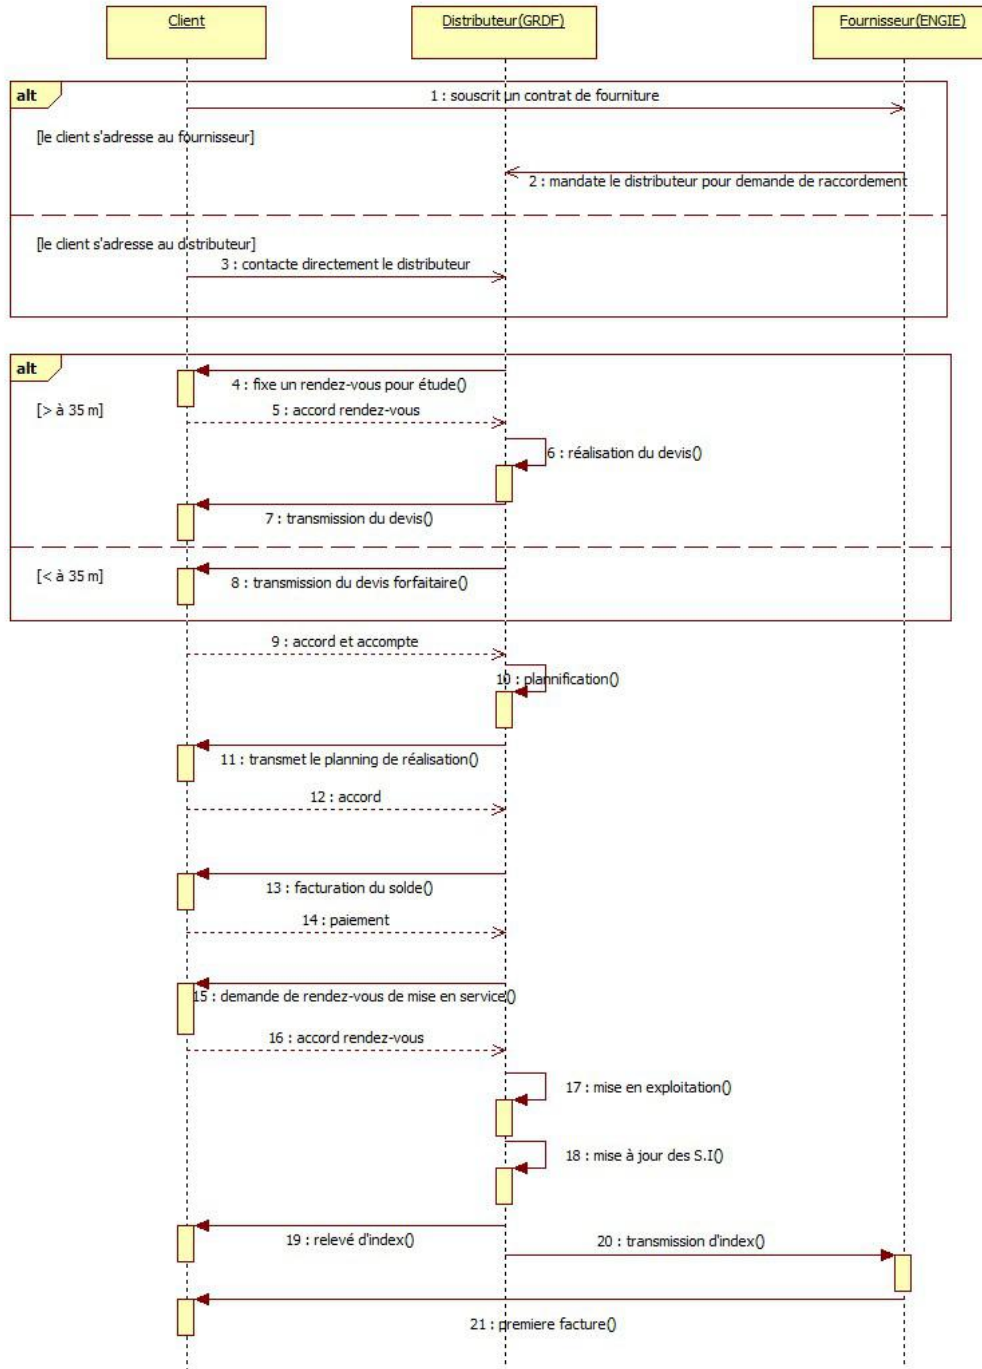 Client
Distributeur(GRDF)
Fournisseur(ENGIE)
alt
1 : souscrit un contrat de fourniture
[le client s'adresse au fournisseur]
2 : mandate le distributeur pour demande de raccordement
[le client s'adresse au distributeur]
3 : contacte directement le distributeur
alt
4 : fixe un rendez-vous pour étude()
[> à 35 m]
5 : accord rendez-vous
6 : réalisation du devis()
7 : transmission du devis()
[< à 35 m]
8 : transmission du devis forfaitaire()
9 : accord et accompte
10 : plannification()
11 : transmet le planning de réalisation()
12 : accord
13 : facturation du solde()
14 : paiement
15 : demande de rendez-vous de mise en service()
16 : accord rendez-vous
17 : mise en exploitation()
18 : mise à jour des S.I()
19 : relevé d'index()
20 : transmission d'index()
21 : premiere facture()